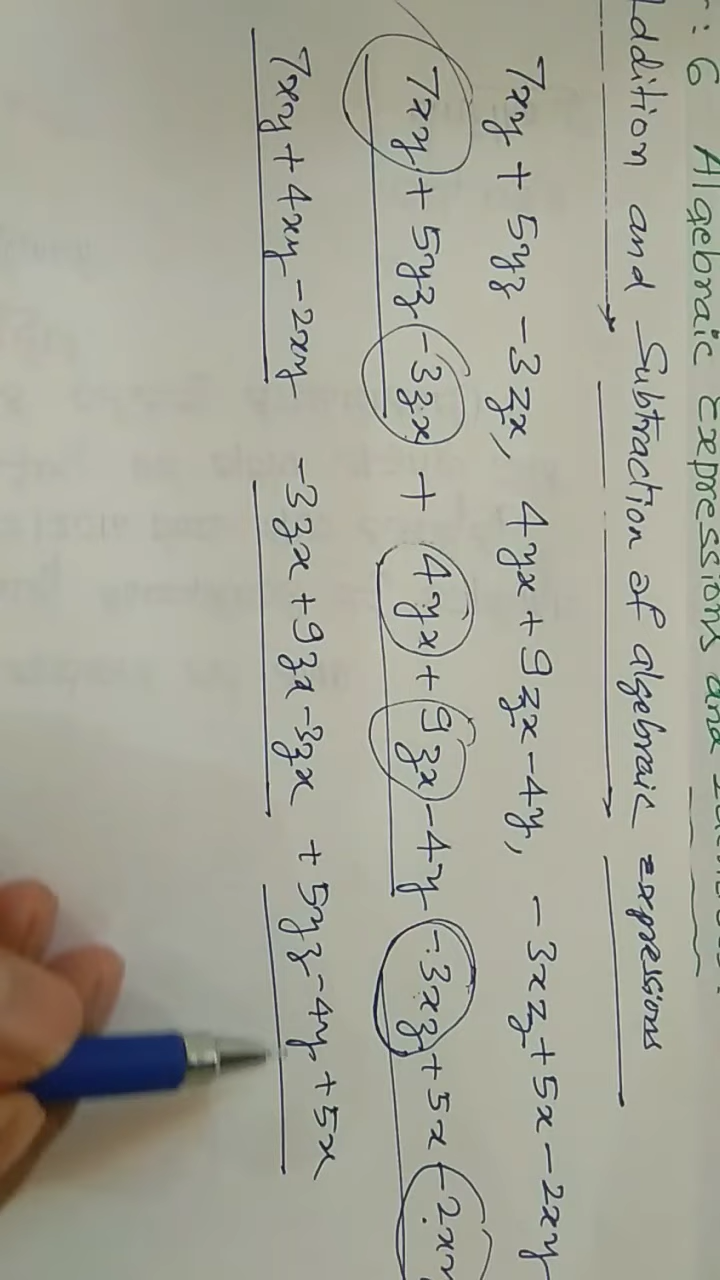 : 6 Algebraic Expressions and
Addition and Subtraction of algebraic expressions
7xy + 5yz - 3zx, 4yx + 9zx - 4y, - 3xz + 5x - 2xy
7xy + 5yz - 3zx + 4yx + 9zx - 4y - 3xz + 5x - 2xy
7xy + 4xy - 2xy - 3zx + 9zx - 3zx + 5yz - 4y + 5x